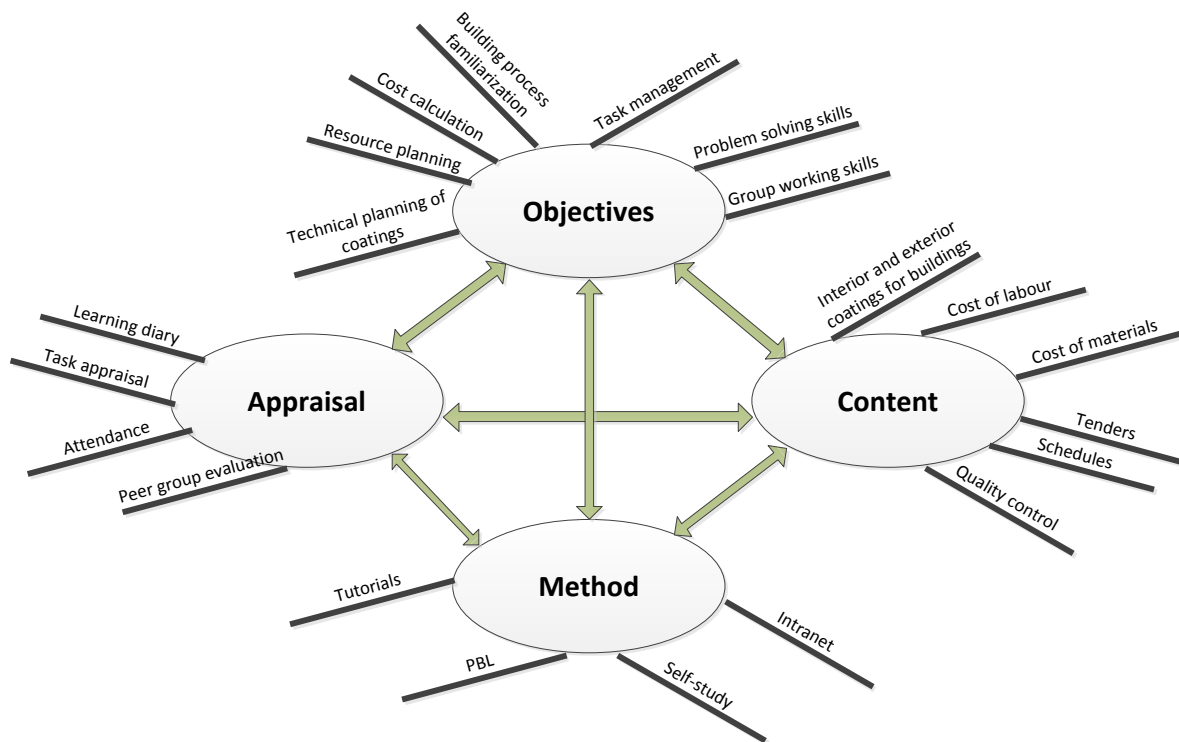 Building process
familiarization
Cost calculation
Resource planning
Technical planning of
coatings
Task management
Problem solving skills
Group working skills
Objectives
Interior and exterior
coatings for buildings
Cost of labour
Cost of materials
Tenders
Schedules
Quality control
Content
Learning diary
Task appraisal
Attendance
Peer group evaluation
Appraisal
Tutorials
PBL
Self-study
Intranet
Method